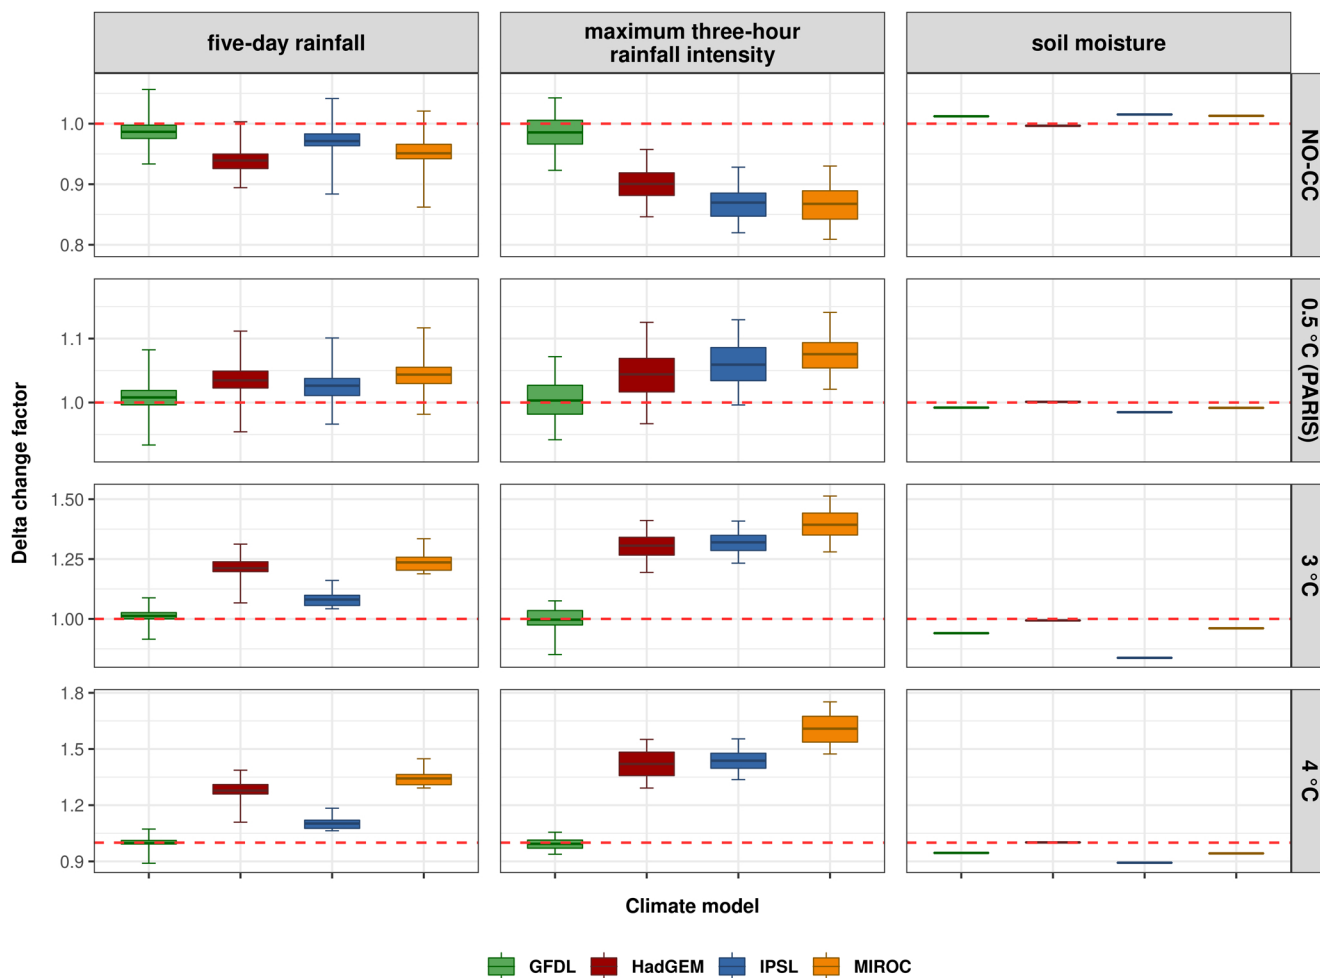 five-day rainfall
maximum three-hour
rainfall intensity
soil moisture
1.0
0.9
0.8
NO-CC
1.1
1.0
0.5 °C (PARIS)
1.50
1.25
1.00
3 °C
1.8
1.5
1.2
0.9
4 °C
Delta change factor
Climate model
GFDL
HadGEM
IPSL
MIROC